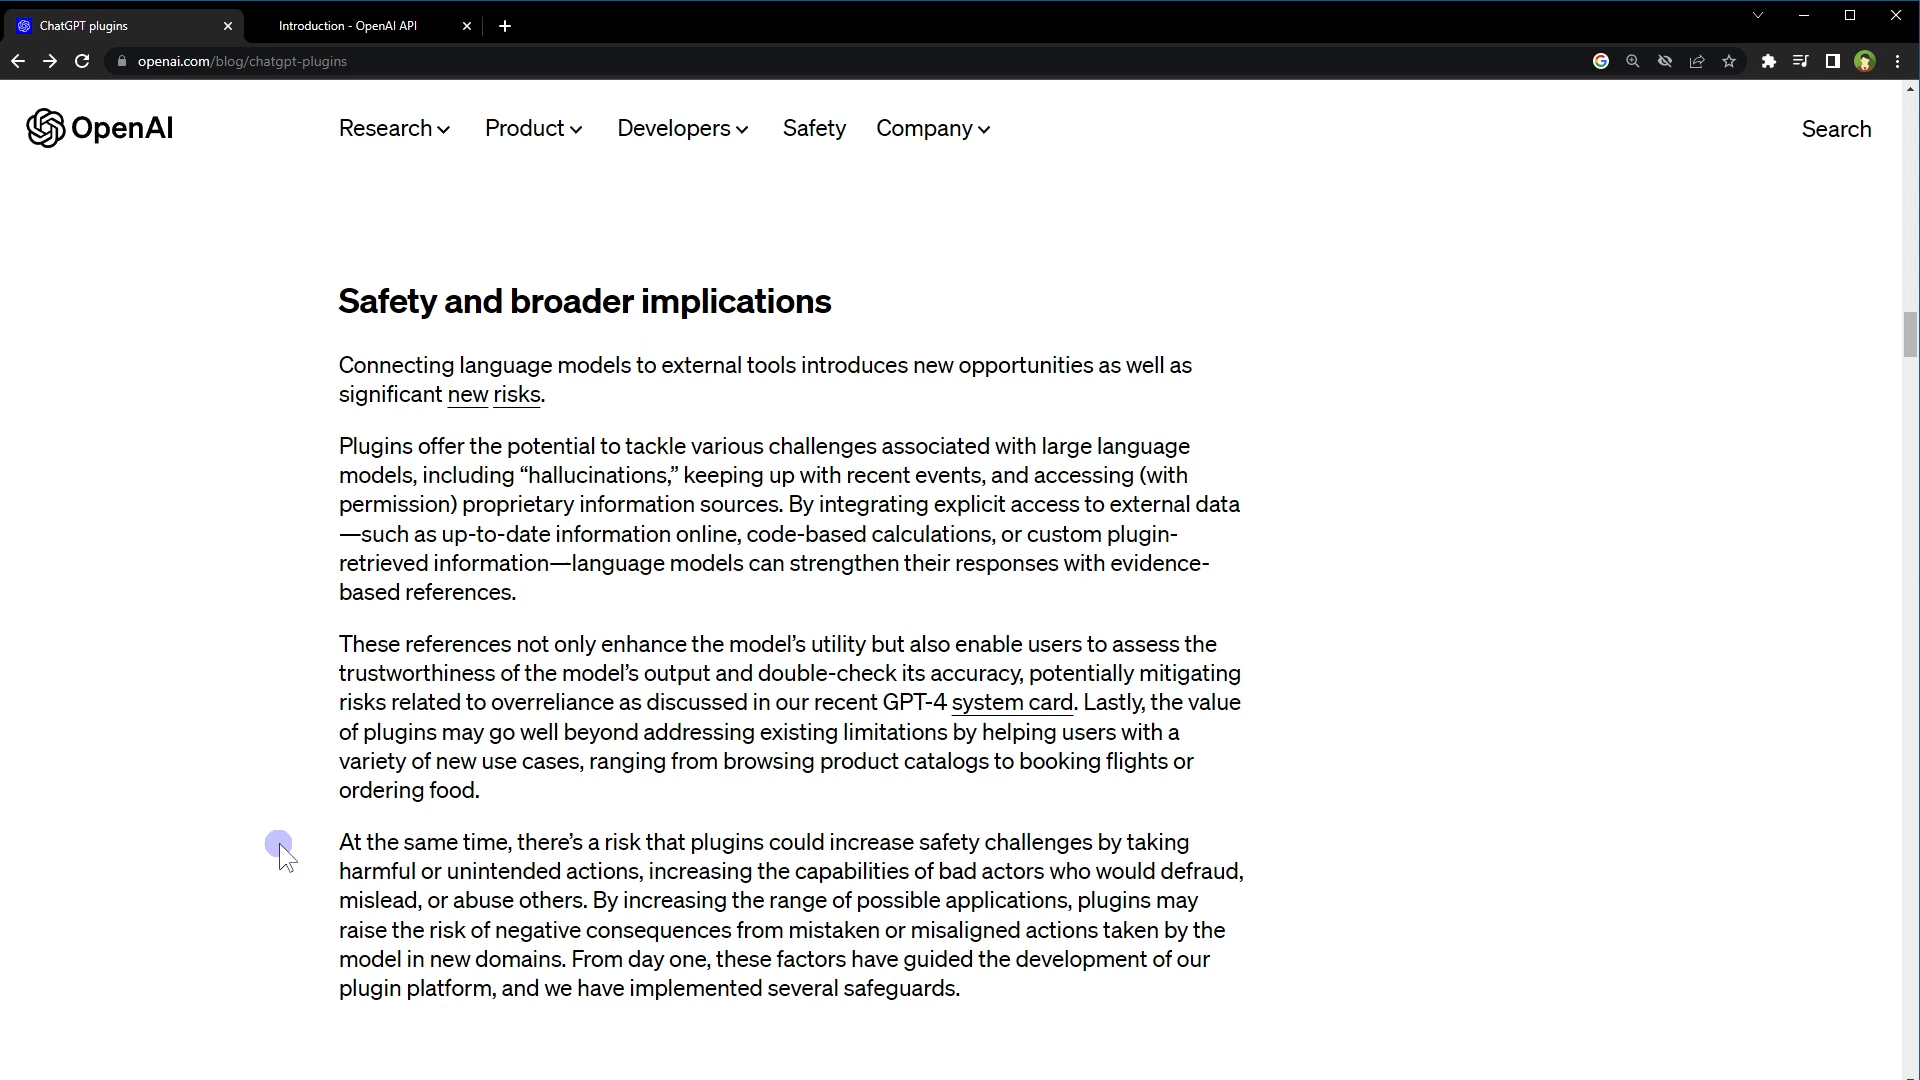 ChatGPT plugins
Introduction - OpenAI API
openai.com/blog/chatgpt-plugins
OpenAI
Research
Product
Developers
Safety
Company
Search
Safety and broader implications
Connecting language models to external tools introduces new opportunities as well as
significant new risks.
Plugins offer the potential to tackle various challenges associated with large language
models, including “hallucinations,” keeping up with recent events, and accessing (with
permission) proprietary information sources. By integrating explicit access to external data
—such as up-to-date information online, code-based calculations, or custom plugin-
retrieved information—language models can strengthen their responses with evidence-
based references.
These references not only enhance the model’s utility but also enable users to assess the
trustworthiness of the model’s output and double-check its accuracy, potentially mitigating
risks related to overreliance as discussed in our recent GPT-4 system card. Lastly, the value
of plugins may go well beyond addressing existing limitations by helping users with a
variety of new use cases, ranging from browsing product catalogs to booking flights or
ordering food.
At the same time, there’s a risk that plugins could increase safety challenges by taking
harmful or unintended actions, increasing the capabilities of bad actors who would defraud,
mislead, or abuse others. By increasing the range of possible applications, plugins may
raise the risk of negative consequences from mistaken or misaligned actions taken by the
model in new domains. From day one, these factors have guided the development of our
plugin platform, and we have implemented several safeguards.